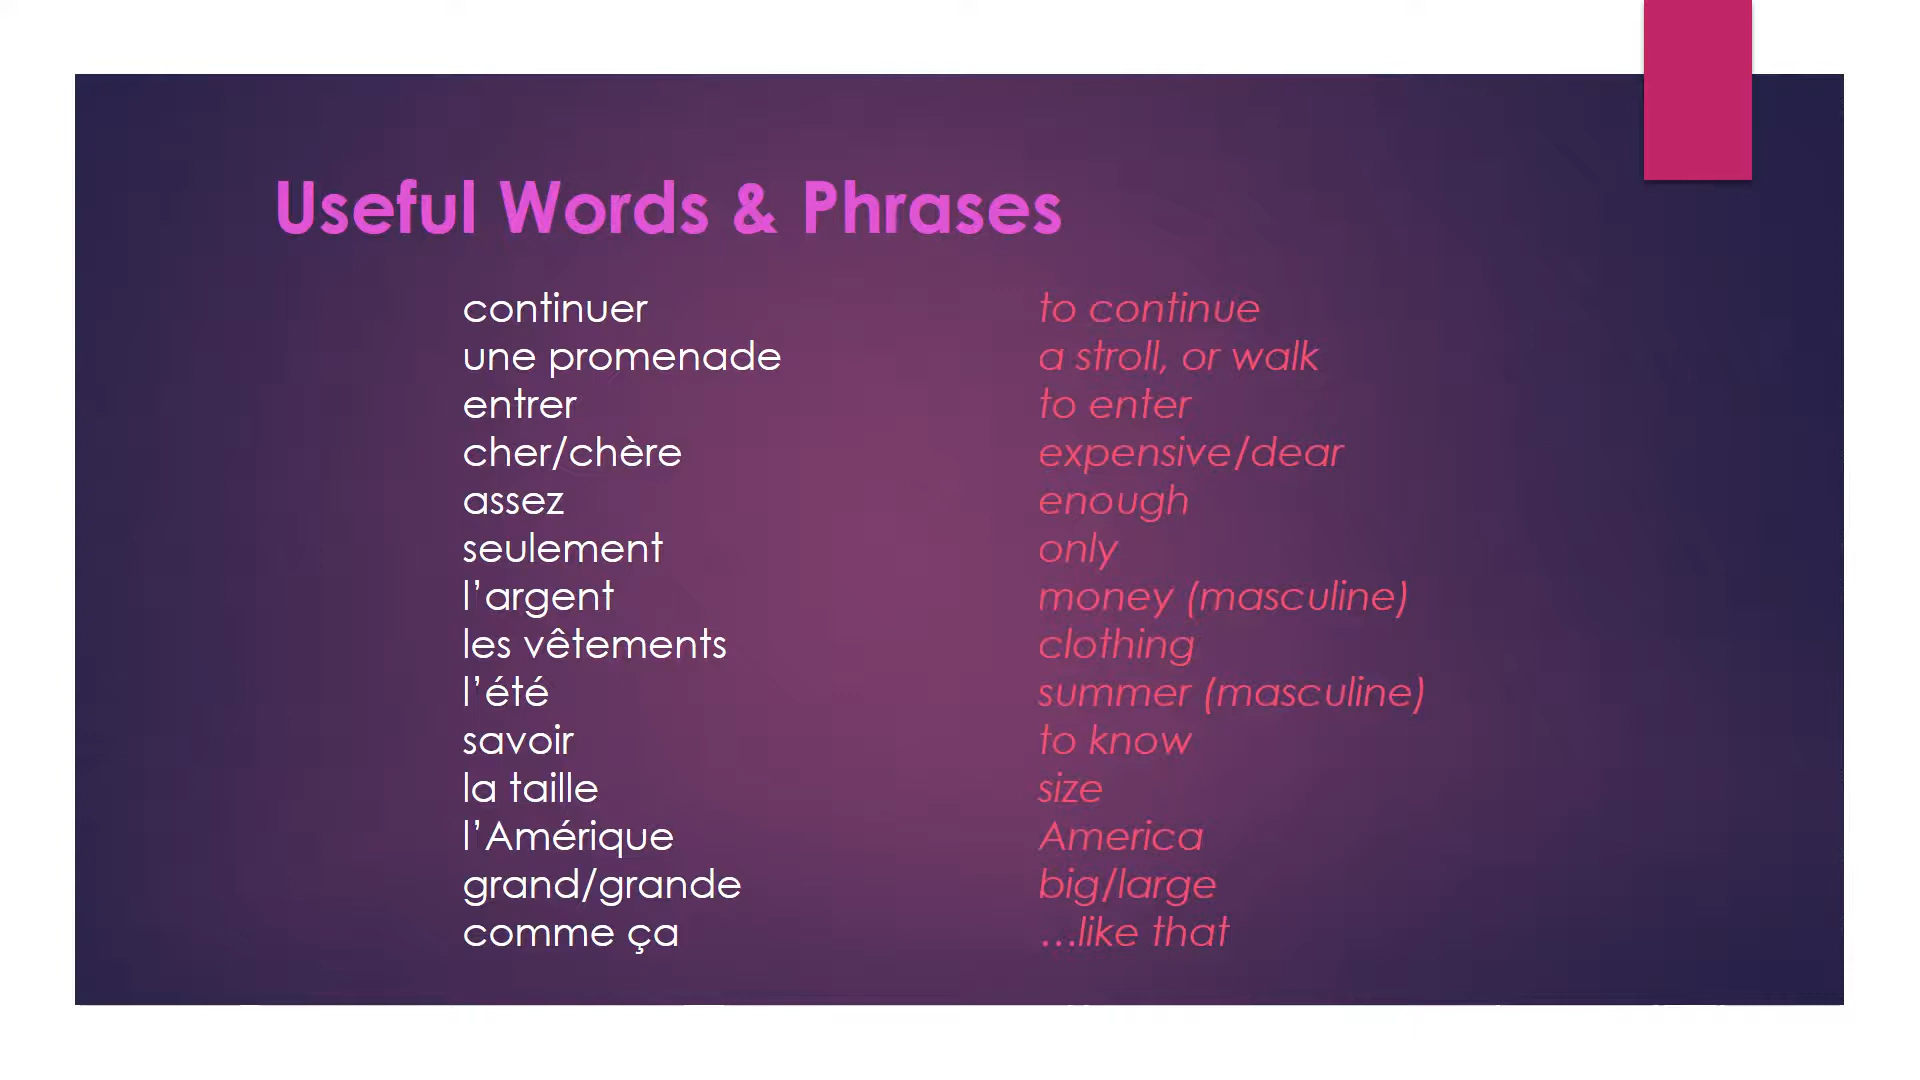 Useful Words & Phrases
continuer to continue
une promenade a stroll, or walk
entrer to enter
cher/chère expensive/dear
assez enough
seulement only
l’argent money (masculine)
les vêtements clothing
l’été summer (masculine)
savoir to know
la taille size
l’Amérique America
grand/grande big/large
comme ça …like that